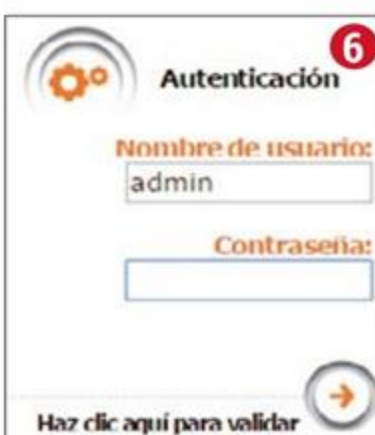 6
Autenticación
Nombre de usuario:
admin
Contraseña:
Haz clic aquí para validar